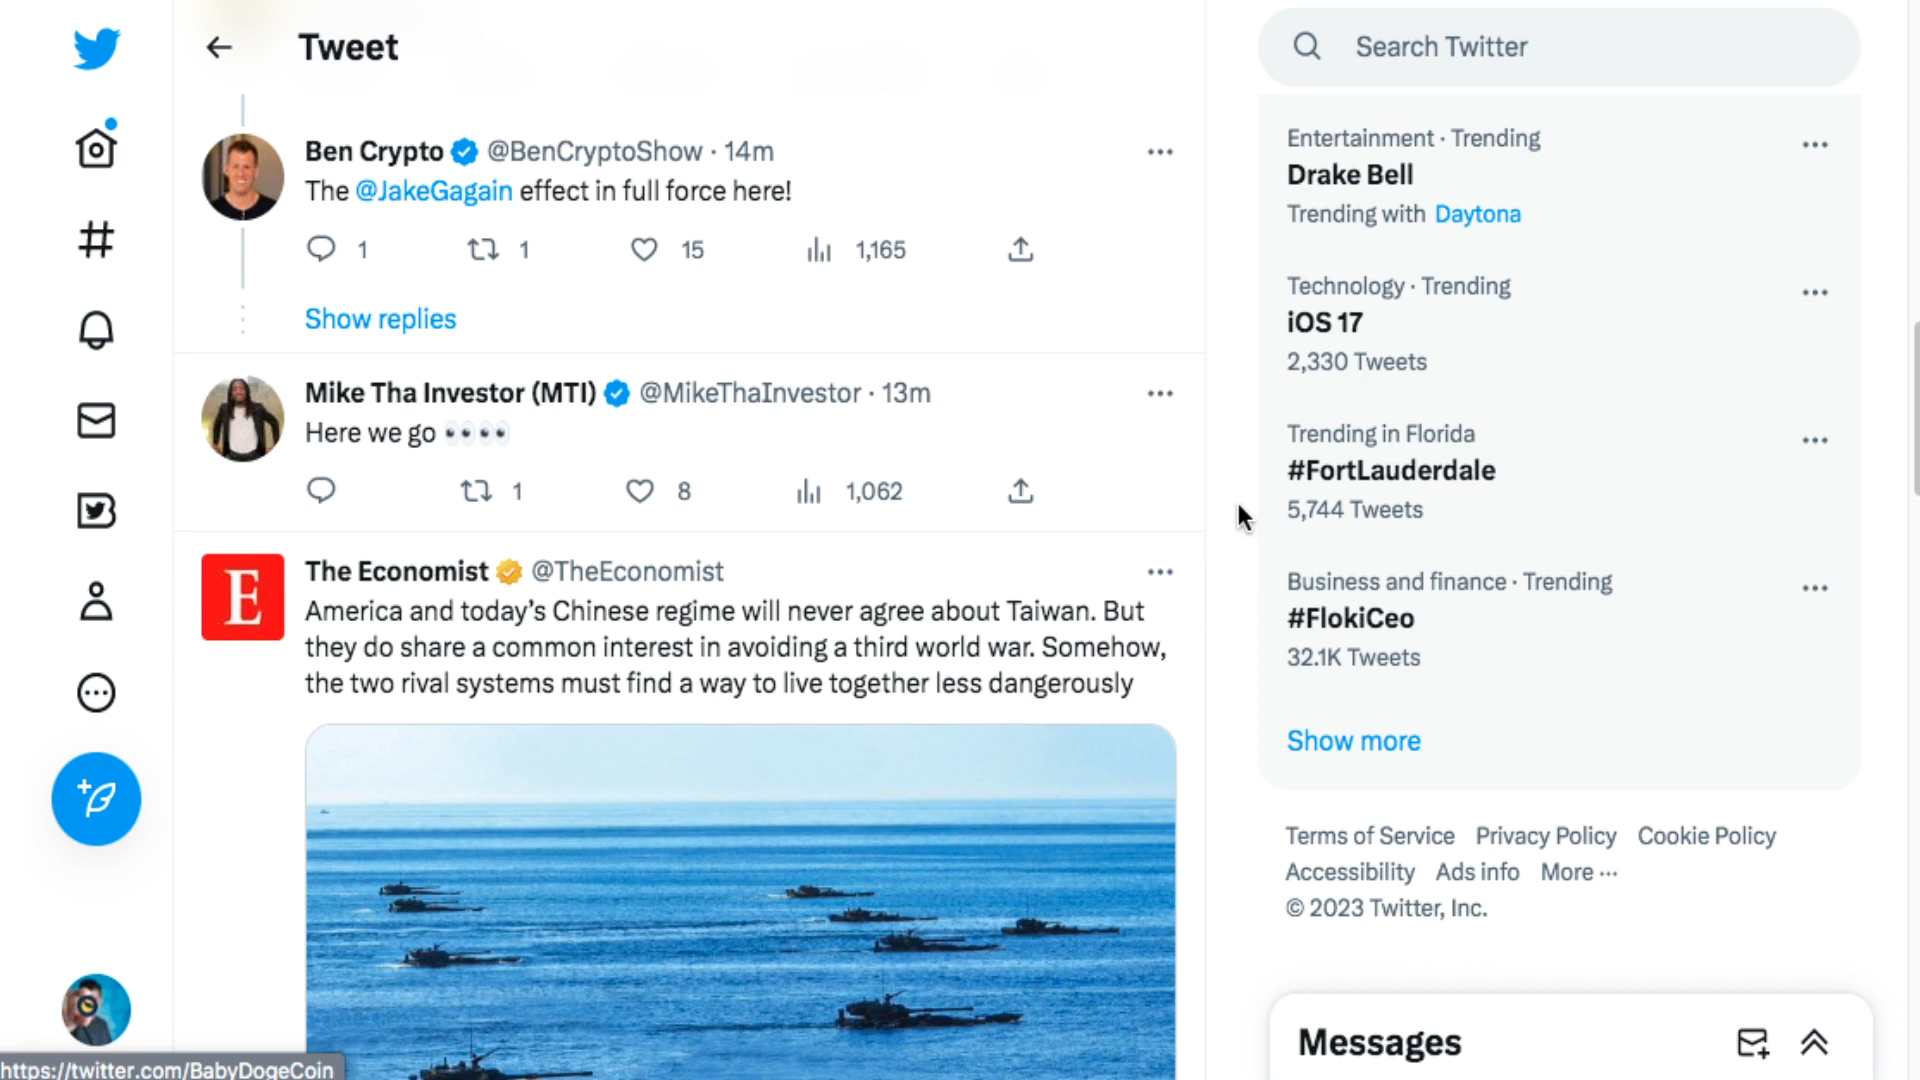 Tweet
Ben Crypto @BenCryptoShow · 14m
The @JakeGagain effect in full force here!
1 1 15 1,165
Show replies
Mike Tha Investor (MTI) @MikeThaInvestor · 13m
Here we go 👀👀
1 8 1,062
The Economist @TheEconomist
America and today's Chinese regime will never agree about Taiwan. But
they do share a common interest in avoiding a third world war. Somehow,
the two rival systems must find a way to live together less dangerously
E
https://twitter.com/BabyDogeCoin
Search Twitter
Entertainment · Trending
Drake Bell
Trending with Daytona
Technology · Trending
iOS 17
2,330 Tweets
Trending in Florida
#FortLauderdale
5,744 Tweets
Business and finance · Trending
#FlokiCeo
32.1K Tweets
Show more
Terms of Service Privacy Policy Cookie Policy
Accessibility Ads info More ···
© 2023 Twitter, Inc.
Messages